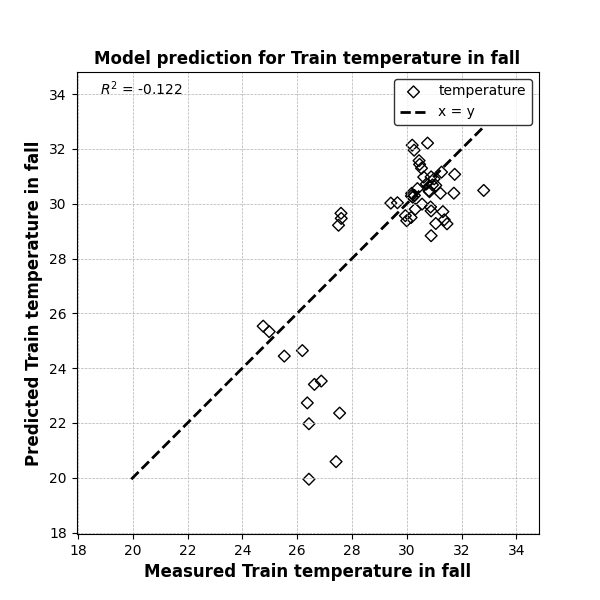 Model prediction for Train temperature in fall
R² = -0.122
temperature
x = y
Predicted Train temperature in fall
34
32
30
28
26
24
22
20
18
18 20 22 24 26 28 30 32 34
Measured Train temperature in fall